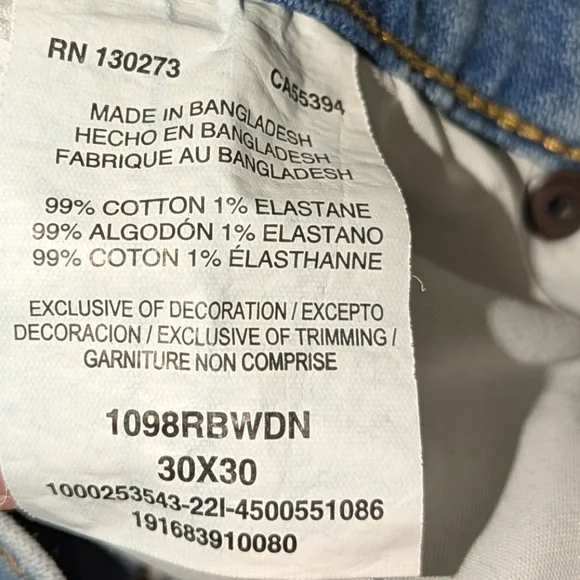 RN 130273
CA55394
MADE IN BANGLADESH
HECHO EN BANGLADESH
FABRIQUE AU BANGLADESH
99% COTTON 1% ELASTANE
99% ALGODÓN 1% ELASTANO
99% COTON 1% ÉLASTHANNE
EXCLUSIVE OF DECORATION / EXCEPTO
DECORACION / EXCLUSIVE OF TRIMMING /
GARNITURE NON COMPRISE
1098RBWDN
30X30
1000253543-22I-4500551086
191683910080